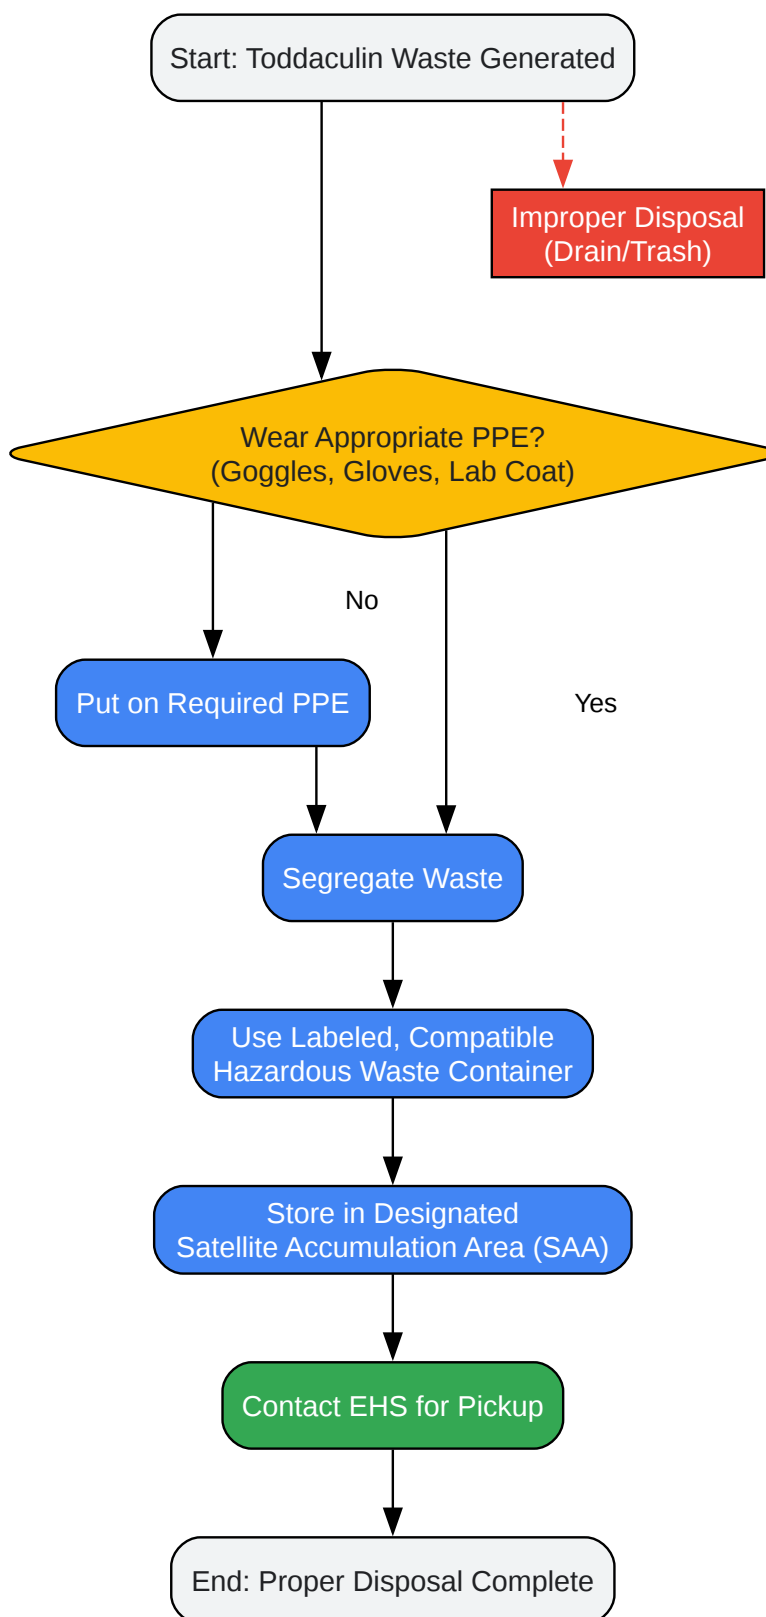 Start: Toddaculin Waste Generated
Improper Disposal
(Drain/Trash)
Wear Appropriate PPE?
(Goggles, Gloves, Lab Coat)
No
Put on Required PPE
Yes
Segregate Waste
Use Labeled, Compatible
Hazardous Waste Container
Store in Designated
Satellite Accumulation Area (SAA)
Contact EHS for Pickup
End: Proper Disposal Complete